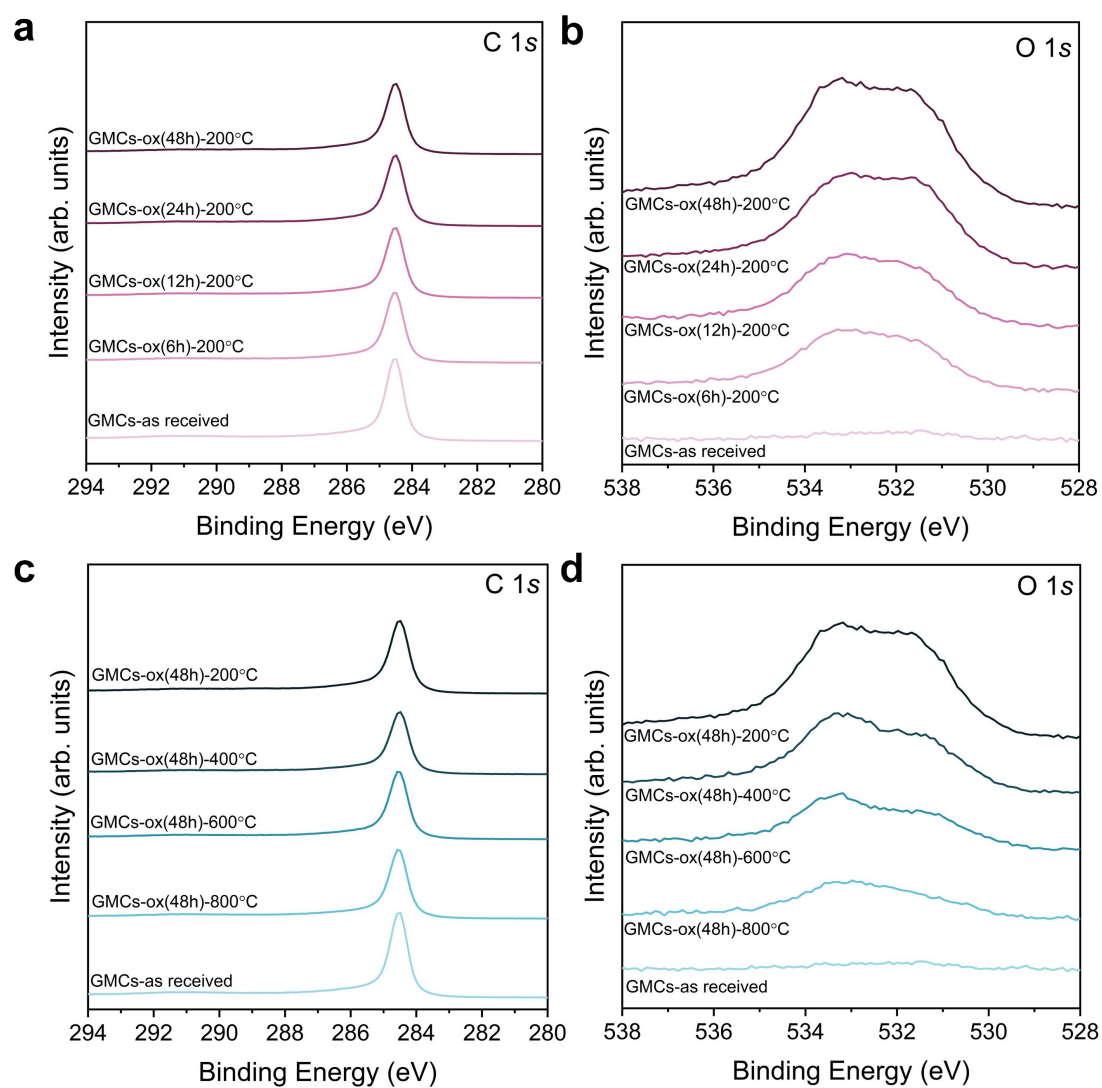 a
C 1s
GMCs-ox(48h)-200°C
GMCs-ox(24h)-200°C
GMCs-ox(12h)-200°C
GMCs-ox(6h)-200°C
GMCs-as received
Intensity (arb. units)
294 292 290 288 286 284 282 280
Binding Energy (eV)
b
O 1s
GMCs-ox(48h)-200°C
GMCs-ox(24h)-200°C
GMCs-ox(12h)-200°C
GMCs-ox(6h)-200°C
GMCs-as received
Intensity (arb. units)
538 536 534 532 530 528
Binding Energy (eV)
c
C 1s
GMCs-ox(48h)-200°C
GMCs-ox(48h)-400°C
GMCs-ox(48h)-600°C
GMCs-ox(48h)-800°C
GMCs-as received
Intensity (arb. units)
294 292 290 288 286 284 282 280
Binding Energy (eV)
d
O 1s
GMCs-ox(48h)-200°C
GMCs-ox(48h)-400°C
GMCs-ox(48h)-600°C
GMCs-ox(48h)-800°C
GMCs-as received
Intensity (arb. units)
538 536 534 532 530 528
Binding Energy (eV)